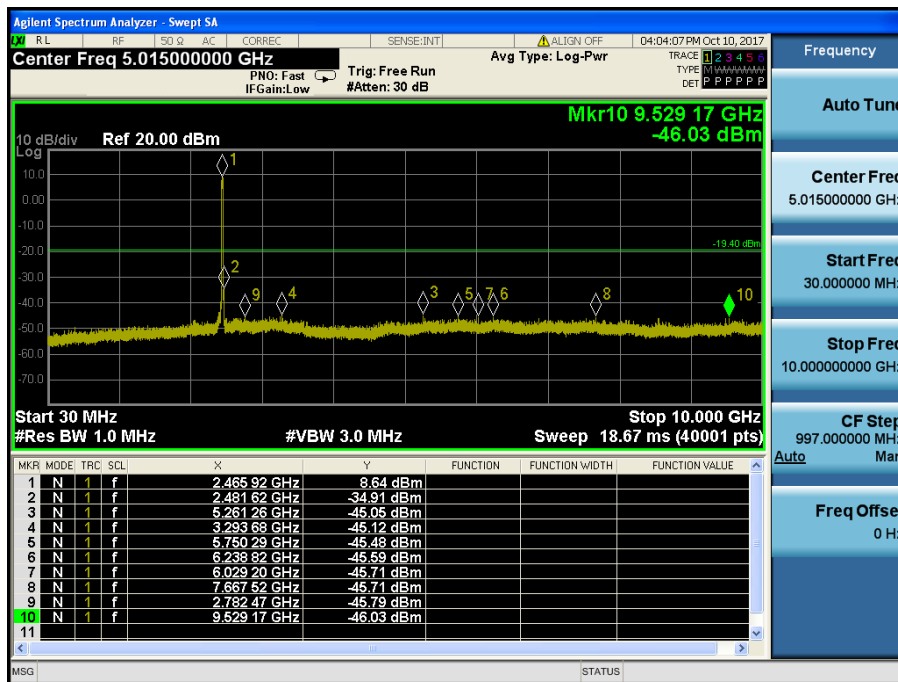 Agilent Spectrum Analyzer - Swept SA
LXI RL RF 50 Ω AC CORREC SENSE:INT ALIGN OFF 04:04:07 PM Oct 10, 2017
Center Freq 5.015000000 GHz
PNO: Fast
IFGain:Low
Trig: Free Run
#Atten: 30 dB
Avg Type: Log-Pwr
TRACE 1 2 3 4 5 6
TYPE M W W W W W
DET P P P P P P
Mkr10 9.529 17 GHz
-46.03 dBm
10 dB/div Ref 20.00 dBm
Log
10.0
0.00
-10.0
-20.0
-30.0
-40.0
-50.0
-60.0
-70.0
-19.40 dBm
1
2
9 4 3 5 7 6 8 10
Start 30 MHz Stop 10.000 GHz
#Res BW 1.0 MHz #VBW 3.0 MHz Sweep 18.67 ms (40001 pts)
MKR MODE TRC SCL X Y FUNCTION FUNCTION WIDTH FUNCTION VALUE
1 N 1 f 2.465 92 GHz 8.64 dBm
2 N 1 f 2.481 62 GHz -34.91 dBm
3 N 1 f 5.261 26 GHz -45.05 dBm
4 N 1 f 3.293 68 GHz -45.12 dBm
5 N 1 f 5.750 29 GHz -45.48 dBm
6 N 1 f 6.238 82 GHz -45.59 dBm
7 N 1 f 6.029 20 GHz -45.71 dBm
8 N 1 f 7.667 52 GHz -45.71 dBm
9 N 1 f 2.782 47 GHz -45.79 dBm
10 N 1 f 9.529 17 GHz -46.03 dBm
11
MSG STATUS
Frequency
Auto Tun
Center Fre
5.015000000 GH
Start Fre
30.000000 MH
Stop Fre
10.000000000 GH
CF Step
997.000000 MH
Auto Man
Freq Offse
0 H